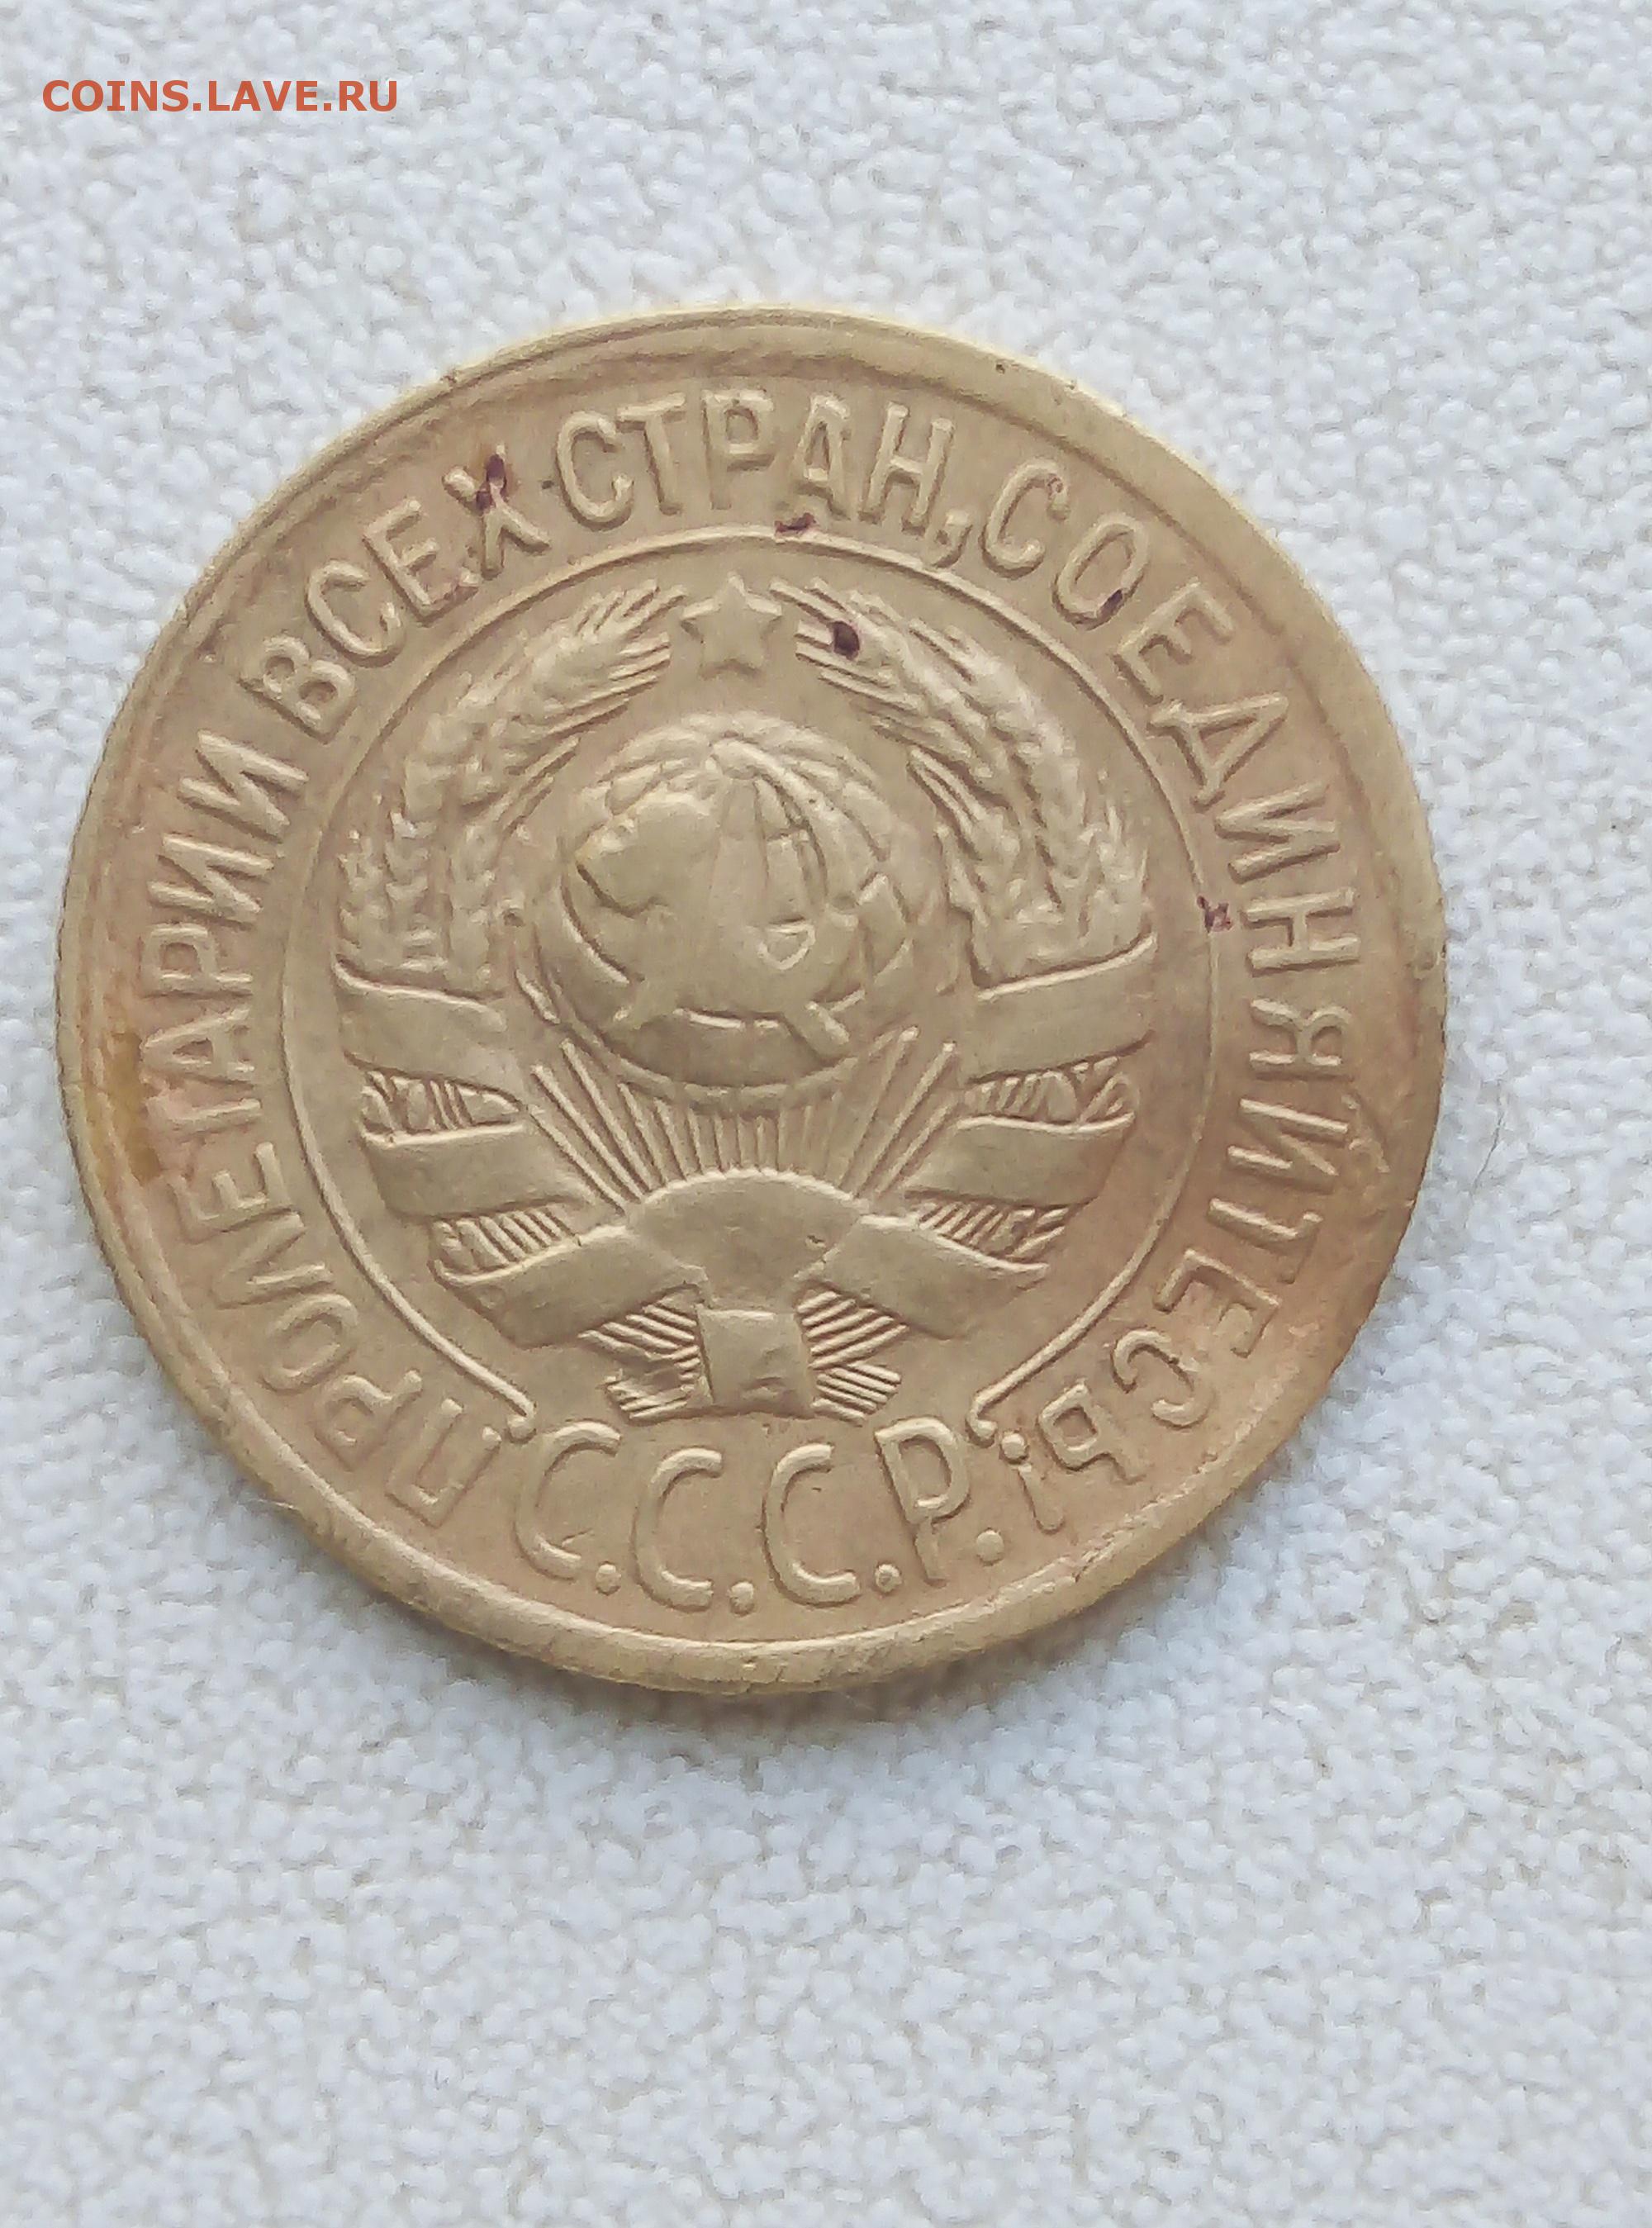 COINS.LAVE.RU
ПРОЛЕТАРИИ ВСЕХ СТРАН, СОЕДИНЯЙТЕСЬ!
С.С.С.Р.